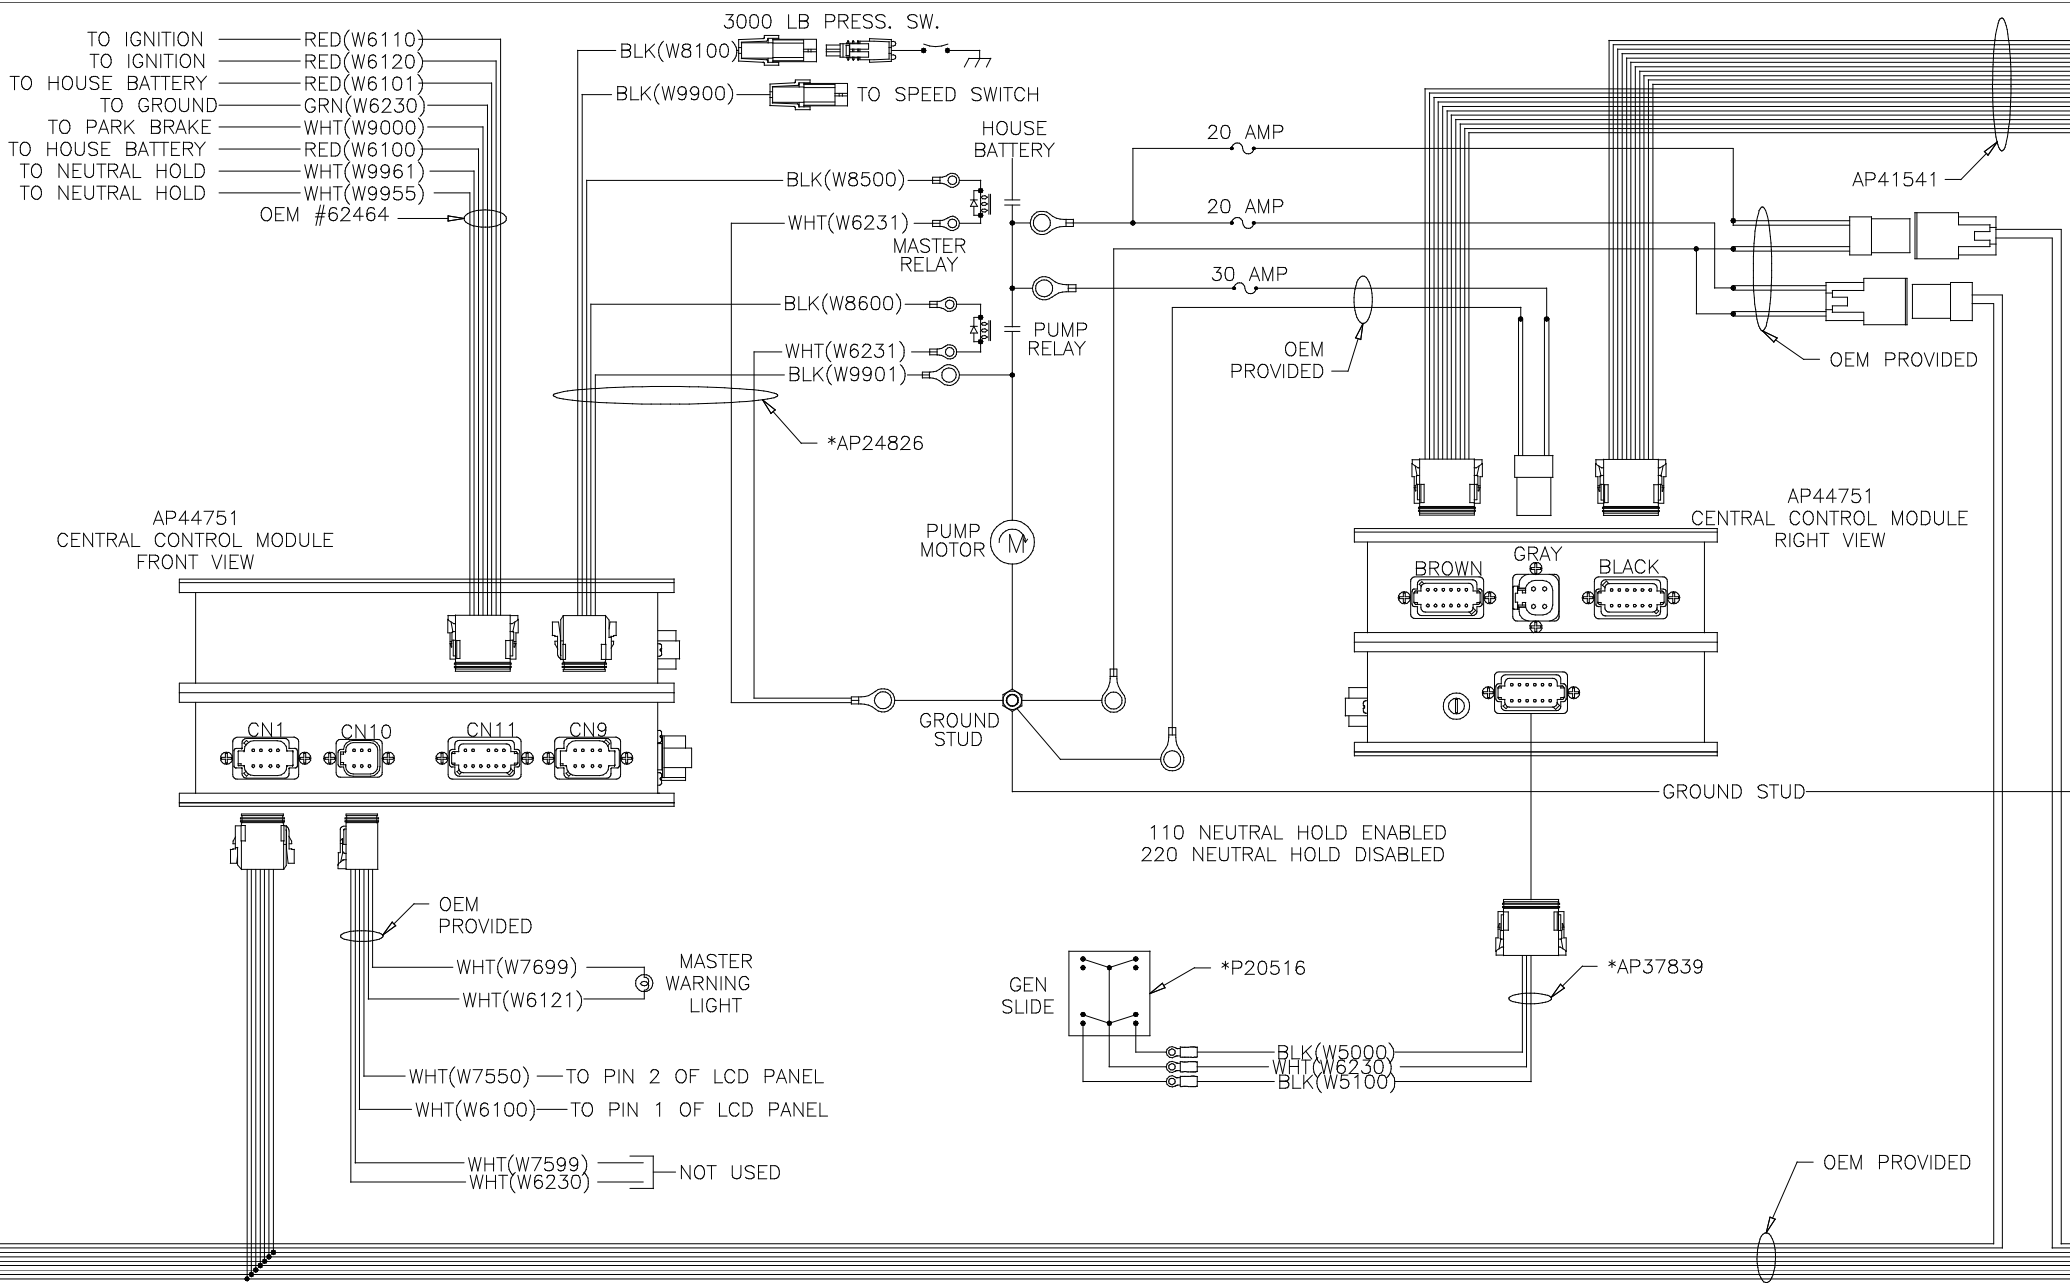 3000 LB PRESS. SW.
TO IGNITION RED(W6110)
TO IGNITION RED(W6120)
TO HOUSE BATTERY RED(W6101)
TO GROUND GRN(W6230)
TO PARK BRAKE WHT(W9000)
TO HOUSE BATTERY RED(W6100)
TO NEUTRAL HOLD WHT(W9961)
TO NEUTRAL HOLD WHT(W9955)
OEM #62464
BLK(W8100)
BLK(W9900)
TO SPEED SWITCH
HOUSE
BATTERY
20 AMP
BLK(W8500)
WHT(W6231)
MASTER
RELAY
20 AMP
AP41541
30 AMP
BLK(W8600)
PUMP
RELAY
WHT(W6231)
BLK(W9901)
OEM
PROVIDED
OEM PROVIDED
*AP24826
AP44751
CENTRAL CONTROL MODULE
FRONT VIEW
PUMP
MOTOR
M
AP44751
CENTRAL CONTROL MODULE
RIGHT VIEW
BROWN
GRAY
BLACK
CN1
CN10
CN11
CN9
GROUND
STUD
GROUND STUD
110 NEUTRAL HOLD ENABLED
220 NEUTRAL HOLD DISABLED
OEM
PROVIDED
WHT(W7699)
WHT(W6121)
MASTER
WARNING
LIGHT
GEN
SLIDE
*P20516
*AP37839
BLK(W5000)
WHT(W6230)
BLK(W5100)
WHT(W7550) TO PIN 2 OF LCD PANEL
WHT(W6100) TO PIN 1 OF LCD PANEL
WHT(W7599)
WHT(W6230)
NOT USED
OEM PROVIDED